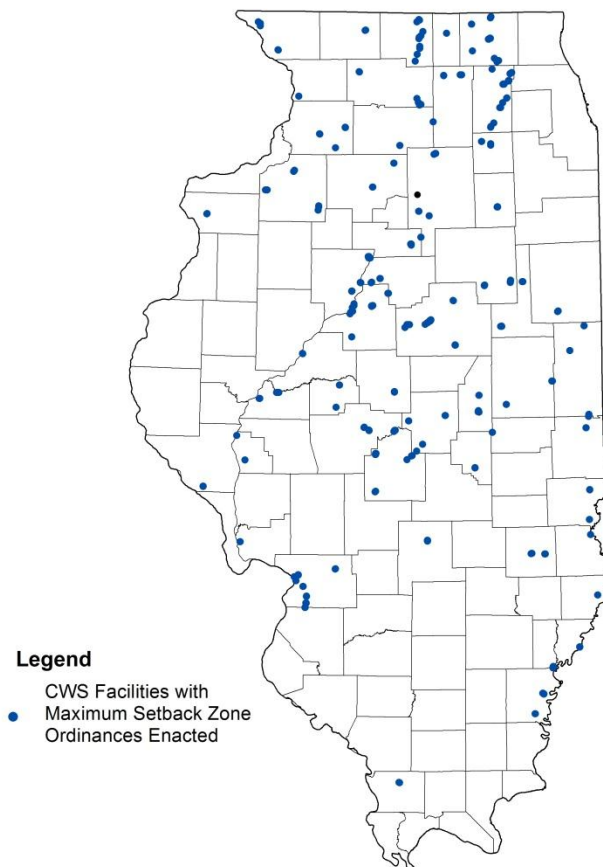 Legend
CWS Facilities with
Maximum Setback Zone
Ordinances Enacted